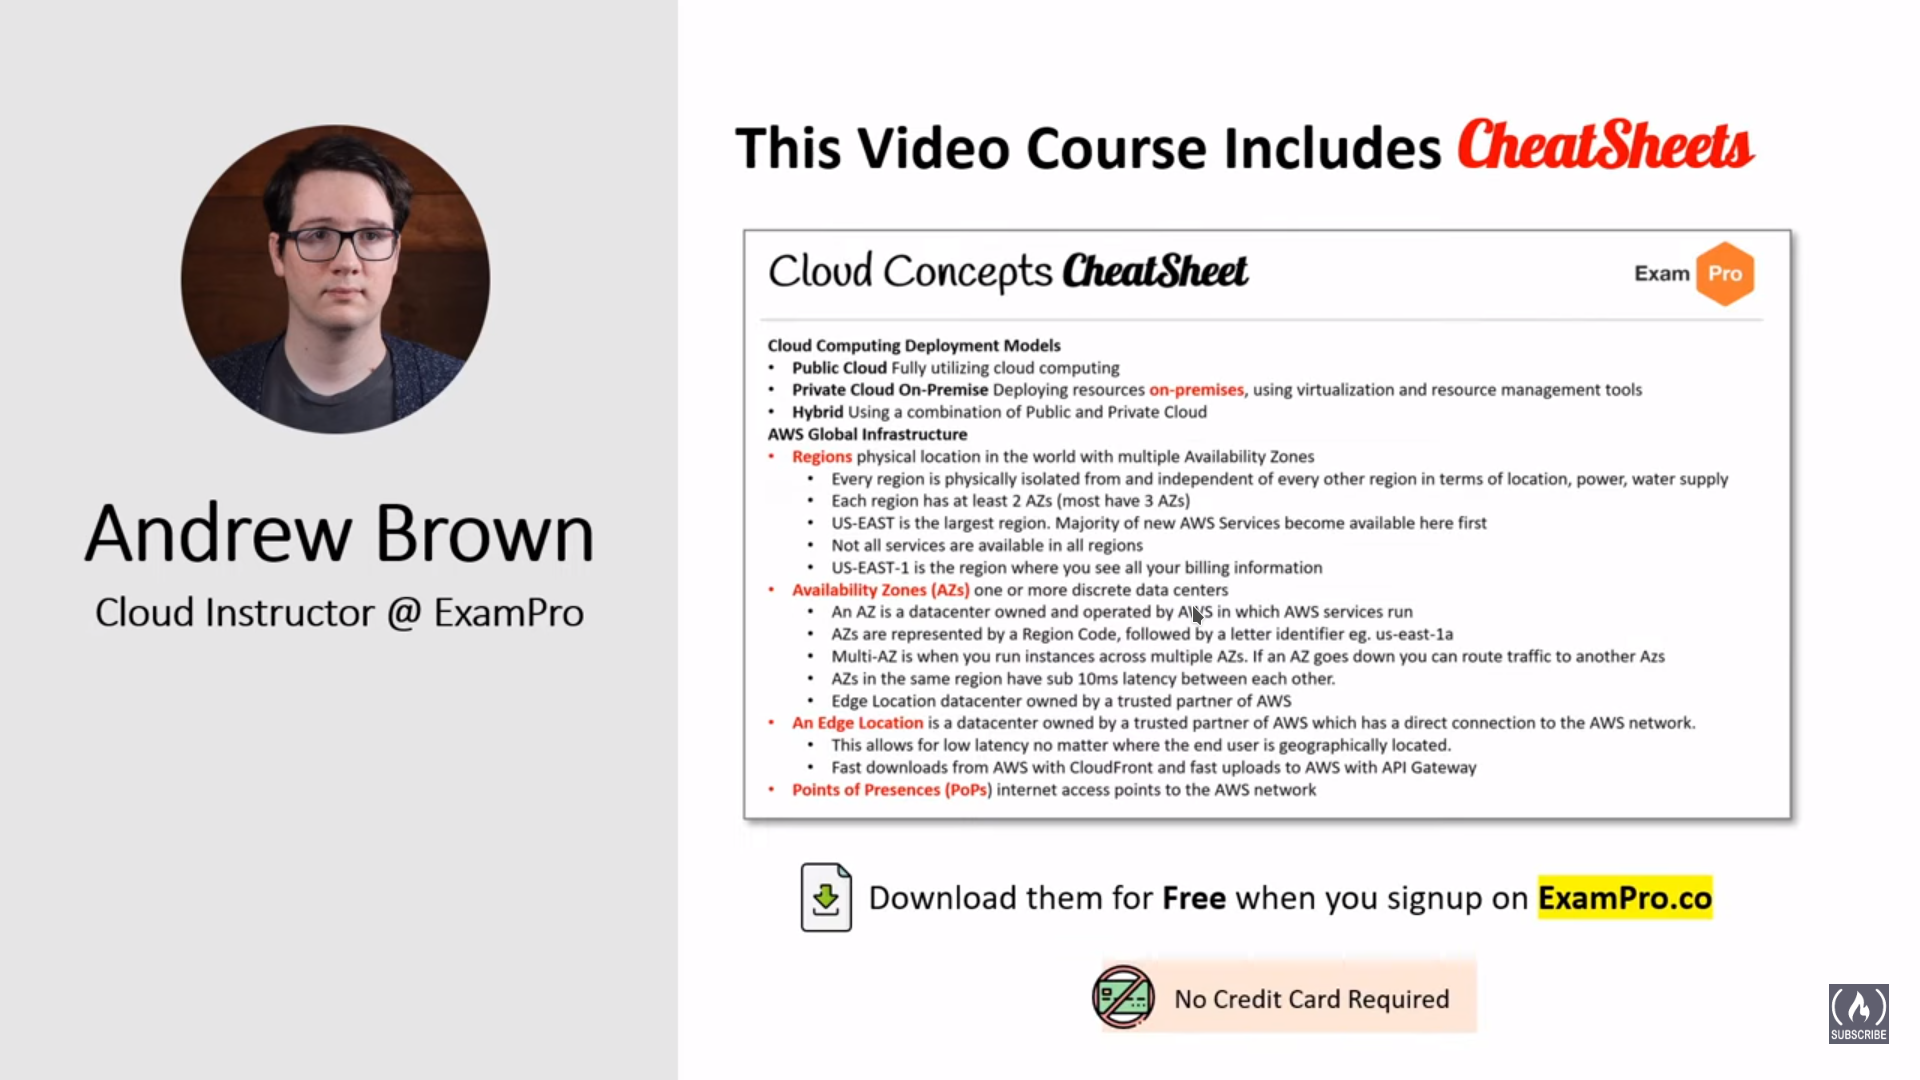 Andrew Brown
Cloud Instructor @ ExamPro
This Video Course Includes CheatSheets
Cloud Concepts CheatSheet
Exam Pro
Cloud Computing Deployment Models
• Public Cloud Fully utilizing cloud computing
• Private Cloud On-Premise Deploying resources on-premises, using virtualization and resource management tools
• Hybrid Using a combination of Public and Private Cloud
AWS Global Infrastructure
• Regions physical location in the world with multiple Availability Zones
• Every region is physically isolated from and independent of every other region in terms of location, power, water supply
• Each region has at least 2 AZs (most have 3 AZs)
• US-EAST is the largest region. Majority of new AWS Services become available here first
• Not all services are available in all regions
• US-EAST-1 is the region where you see all your billing information
• Availability Zones (AZs) one or more discrete data centers
• An AZ is a datacenter owned and operated by AWS in which AWS services run
• AZs are represented by a Region Code, followed by a letter identifier eg. us-east-1a
• Multi-AZ is when you run instances across multiple AZs. If an AZ goes down you can route traffic to another Azs
• AZs in the same region have sub 10ms latency between each other.
• Edge Location datacenter owned by a trusted partner of AWS
• An Edge Location is a datacenter owned by a trusted partner of AWS which has a direct connection to the AWS network.
• This allows for low latency no matter where the end user is geographically located.
• Fast downloads from AWS with CloudFront and fast uploads to AWS with API Gateway
• Points of Presences (PoPs) internet access points to the AWS network
Download them for Free when you signup on ExamPro.co
No Credit Card Required
SUBSCRIBE